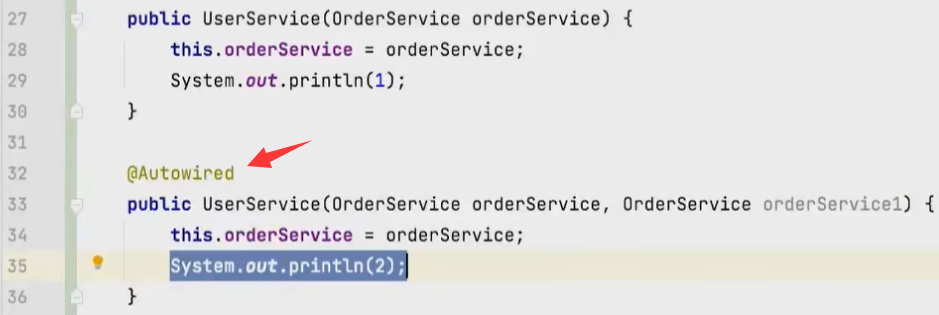 27 public UserService(OrderService orderService) {
28 this.orderService = orderService;
29 System.out.println(1);
30 }
31
32 @Autowired
33 public UserService(OrderService orderService, OrderService orderService1) {
34 this.orderService = orderService;
35 System.out.println(2);
36 }